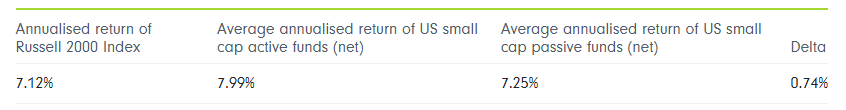 Annualised return of
Russell 2000 Index
Average annualised return of US small
cap active funds (net)
Average annualised return of US small
cap passive funds (net)
Delta
7.12%
7.99%
7.25%
0.74%